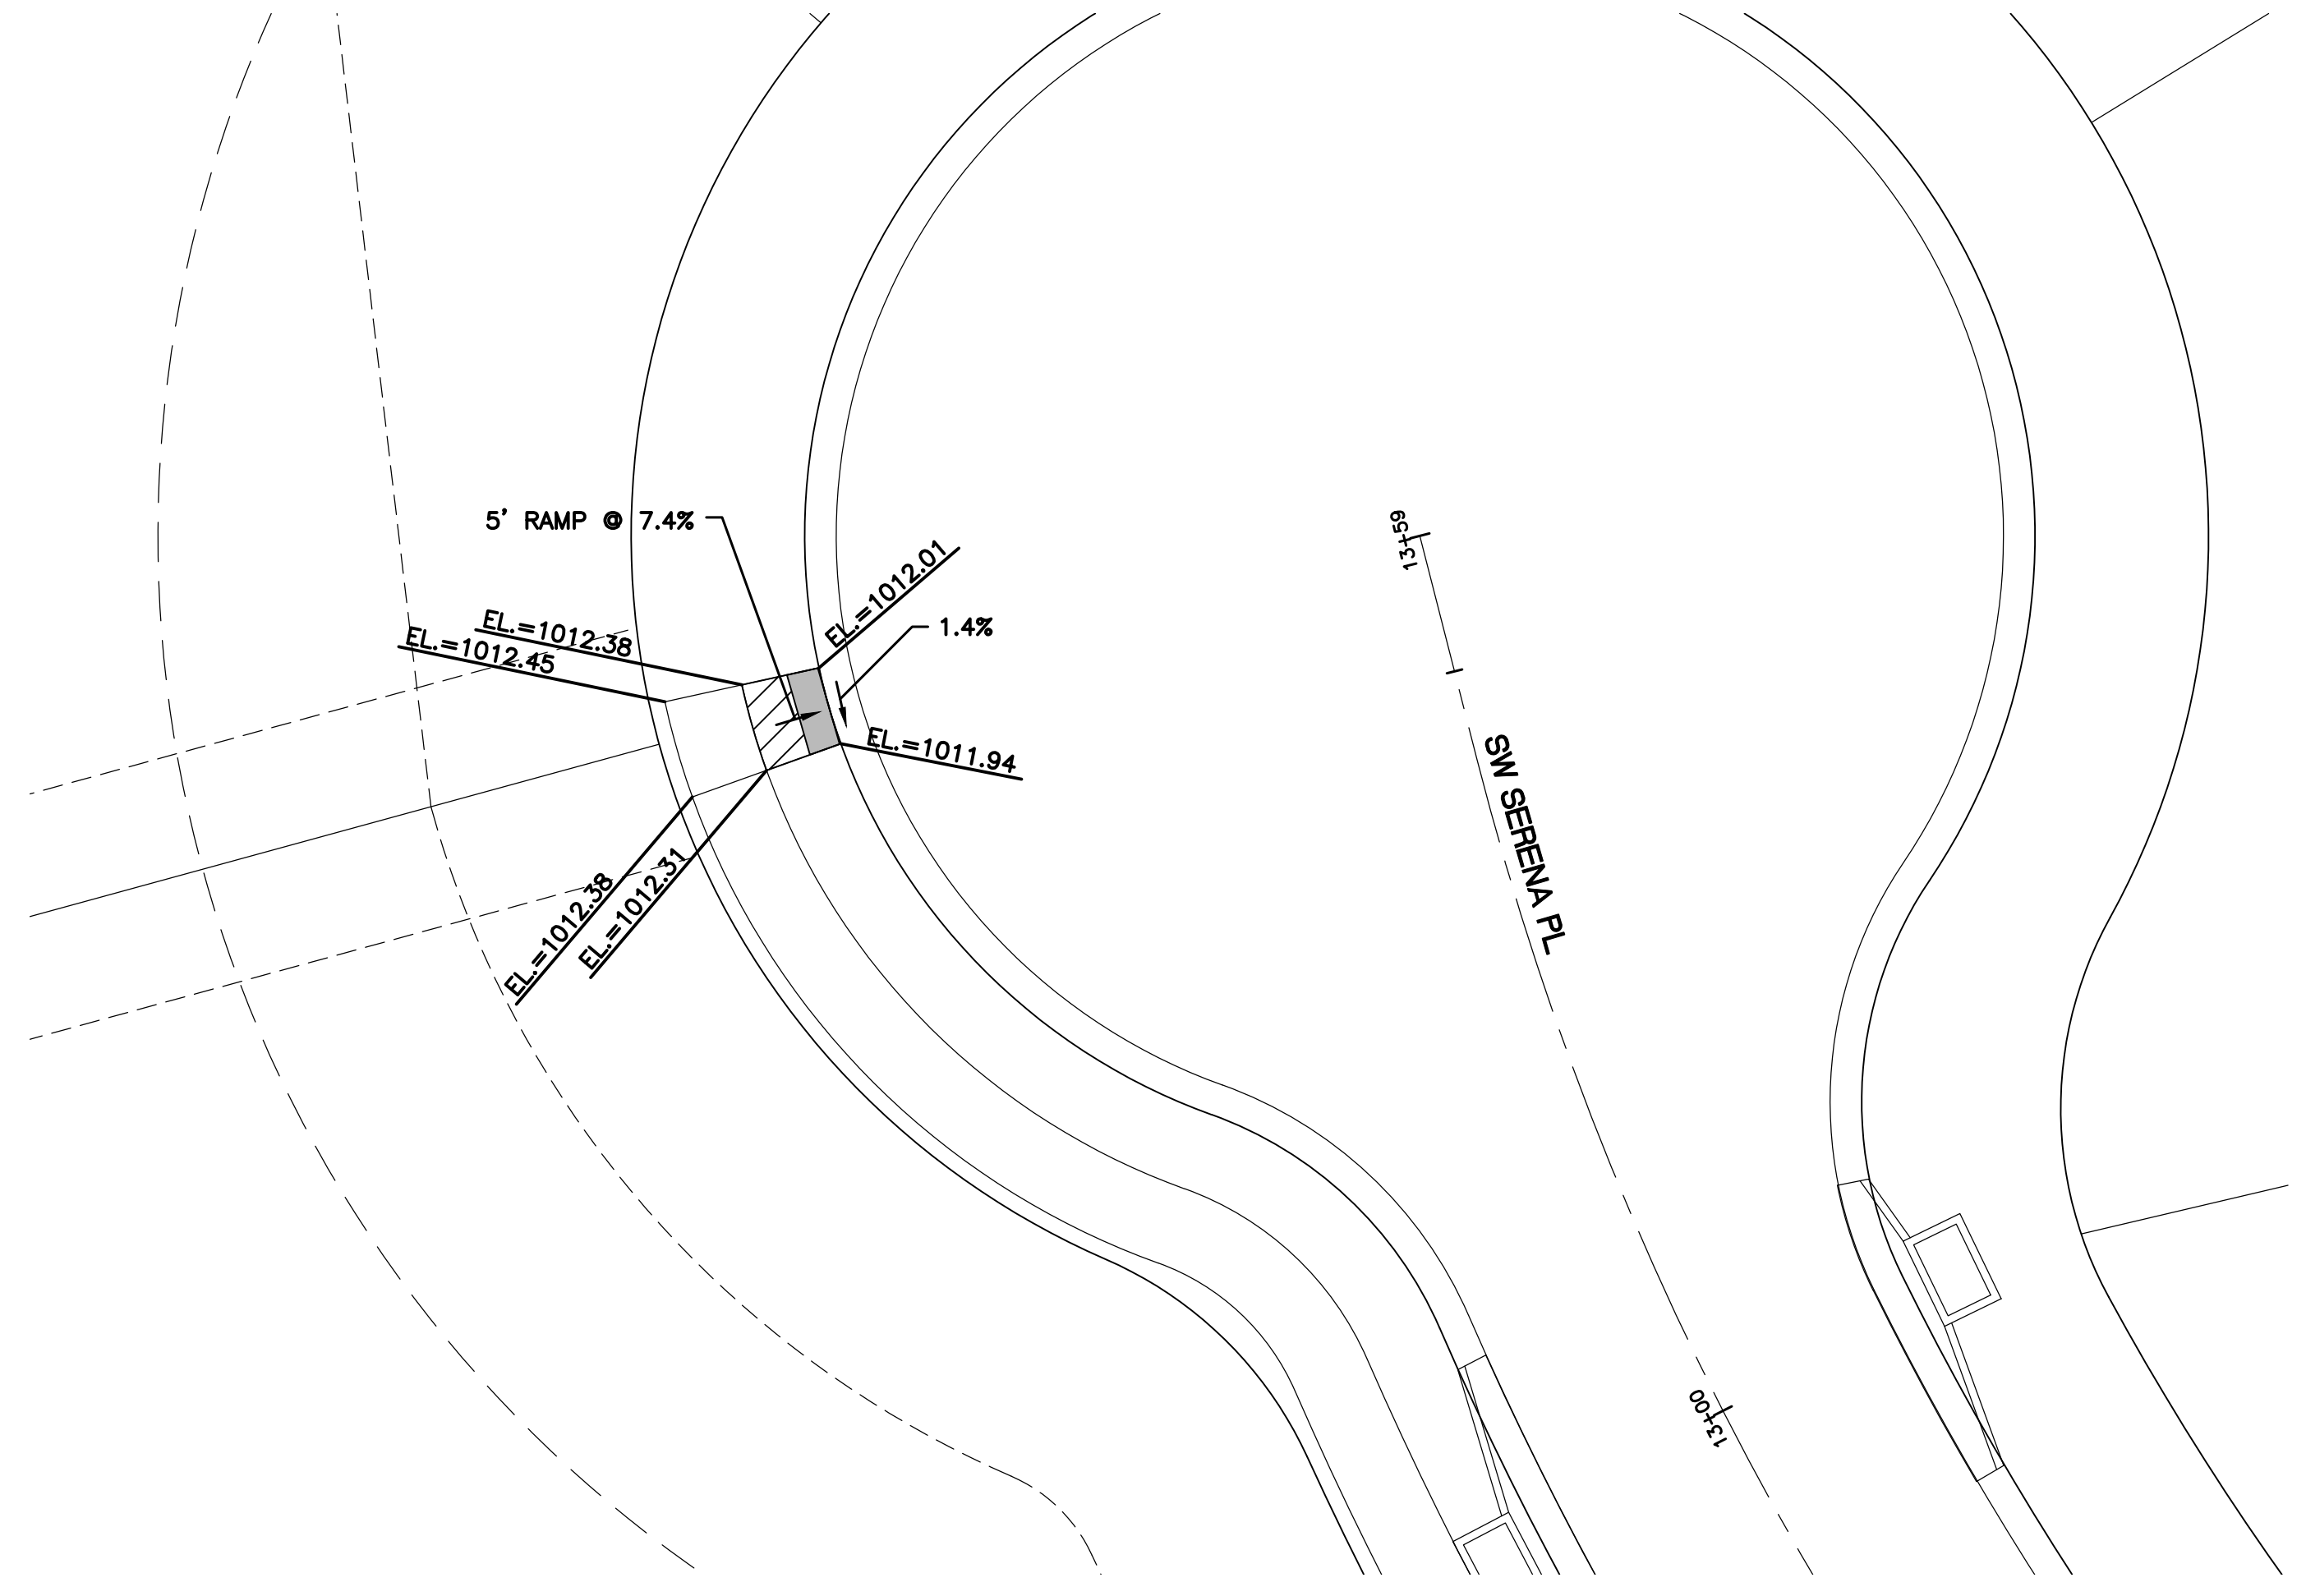 13+59
5' RAMP @ 7.4%
EL.=1012.01
EL.=1012.38
1.4%
EL.=1012.45
EL.=1011.94
SW SERENA PL
EL.=1012.38
EL.=1012.31
13+00